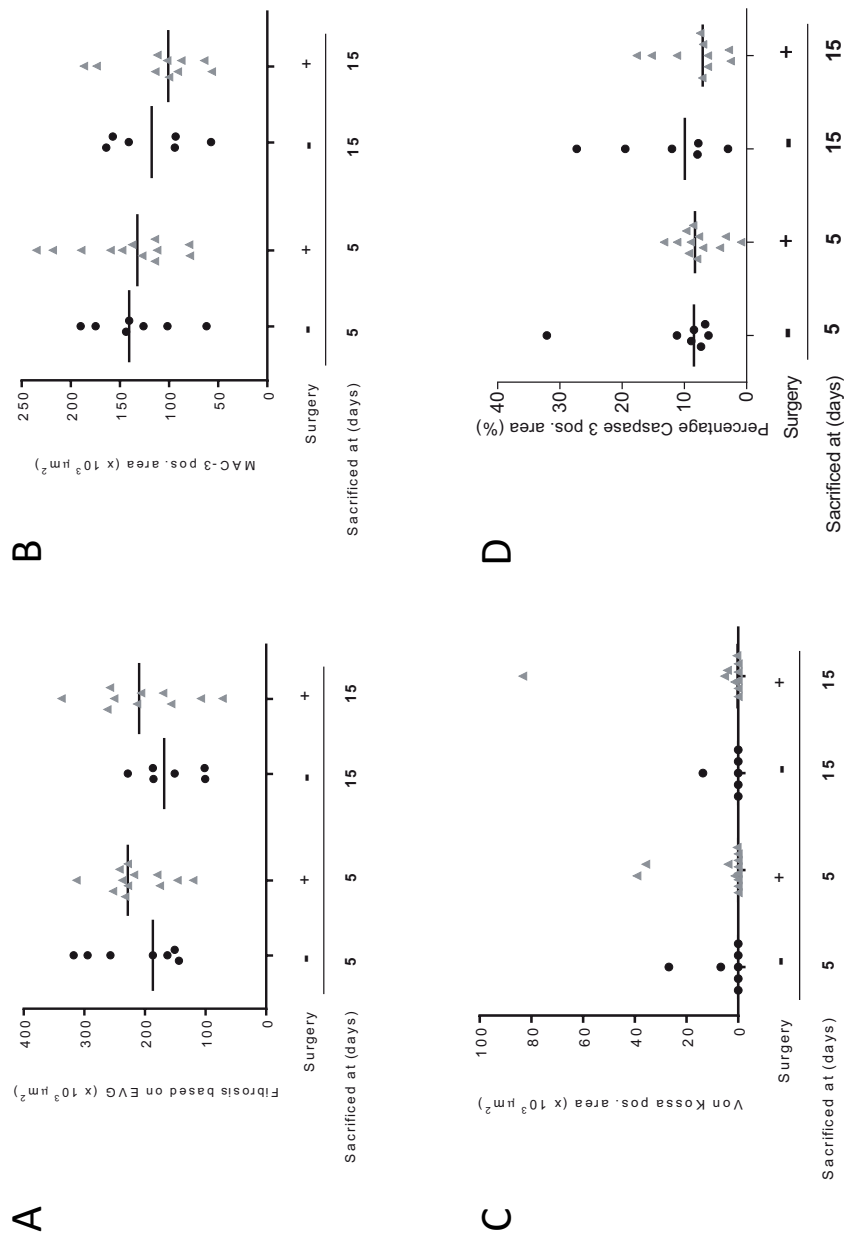 A
Fibrosis based on EVG (x 10³ µm²)
400
300
200
100
0
Surgery - + - +
Sacrificed at (days) 5 5 15 15
B
MAC-3 pos. area (x 10³ µm²)
250
200
150
100
50
0
Surgery - + - +
Sacrificed at (days) 5 5 15 15
C
Von Kossa pos. area (x 10³ µm²)
100
80
60
40
20
0
Surgery - + - +
Sacrificed at (days) 5 5 15 15
D
Percentage Caspase 3 pos. area (%)
40
30
20
10
0
Surgery - + - +
Sacrificed at (days) 5 5 15 15